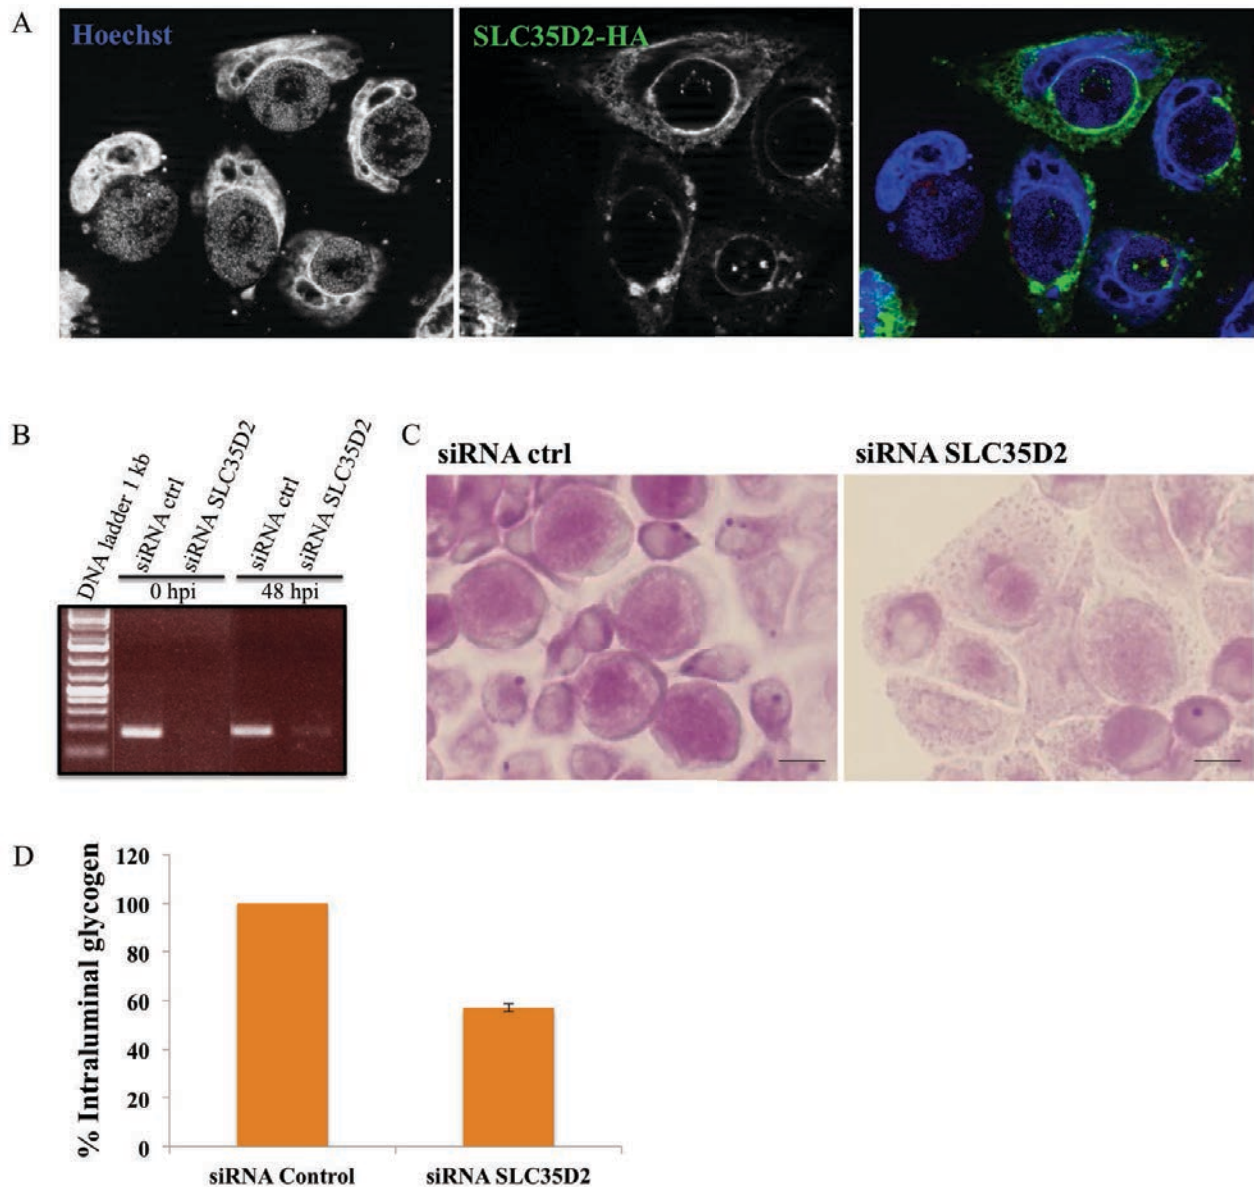 A
Hoechst
SLC35D2-HA
B
DNA ladder 1 kb
siRNA ctrl
siRNA SLC35D2
siRNA ctrl
siRNA SLC35D2
0 hpi
48 hpi
C
siRNA ctrl
siRNA SLC35D2
D
% Intraluminal glycogen
120
100
80
60
40
20
0
siRNA Control
siRNA SLC35D2